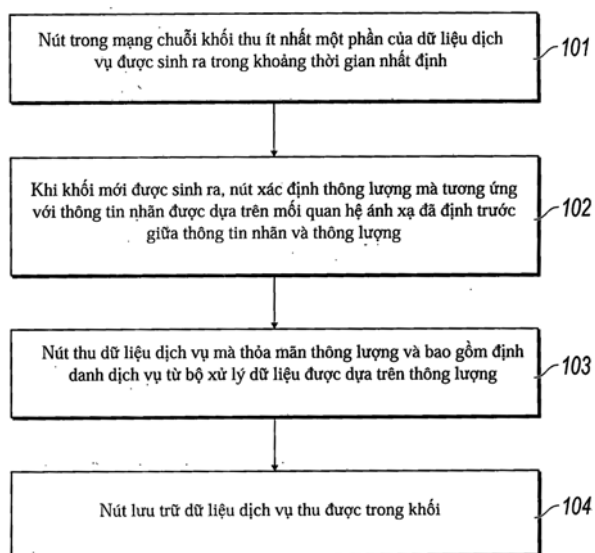 Nút trong mạng chuỗi khối thu ít nhất một phần của dữ liệu dịch
vụ được sinh ra trong khoảng thời gian nhất định
101
Khi khối mới được sinh ra, nút xác định thông lượng mà tương ứng
với thông tin nhãn được dựa trên mối quan hệ ánh xạ đã định trước
giữa thông tin nhãn và thông lượng
102
Nút thu dữ liệu dịch vụ mà thỏa mãn thông lượng và bao gồm định
danh dịch vụ từ bộ xử lý dữ liệu được dựa trên thông lượng
103
Nút lưu trữ dữ liệu dịch vụ thu được trong khối
104